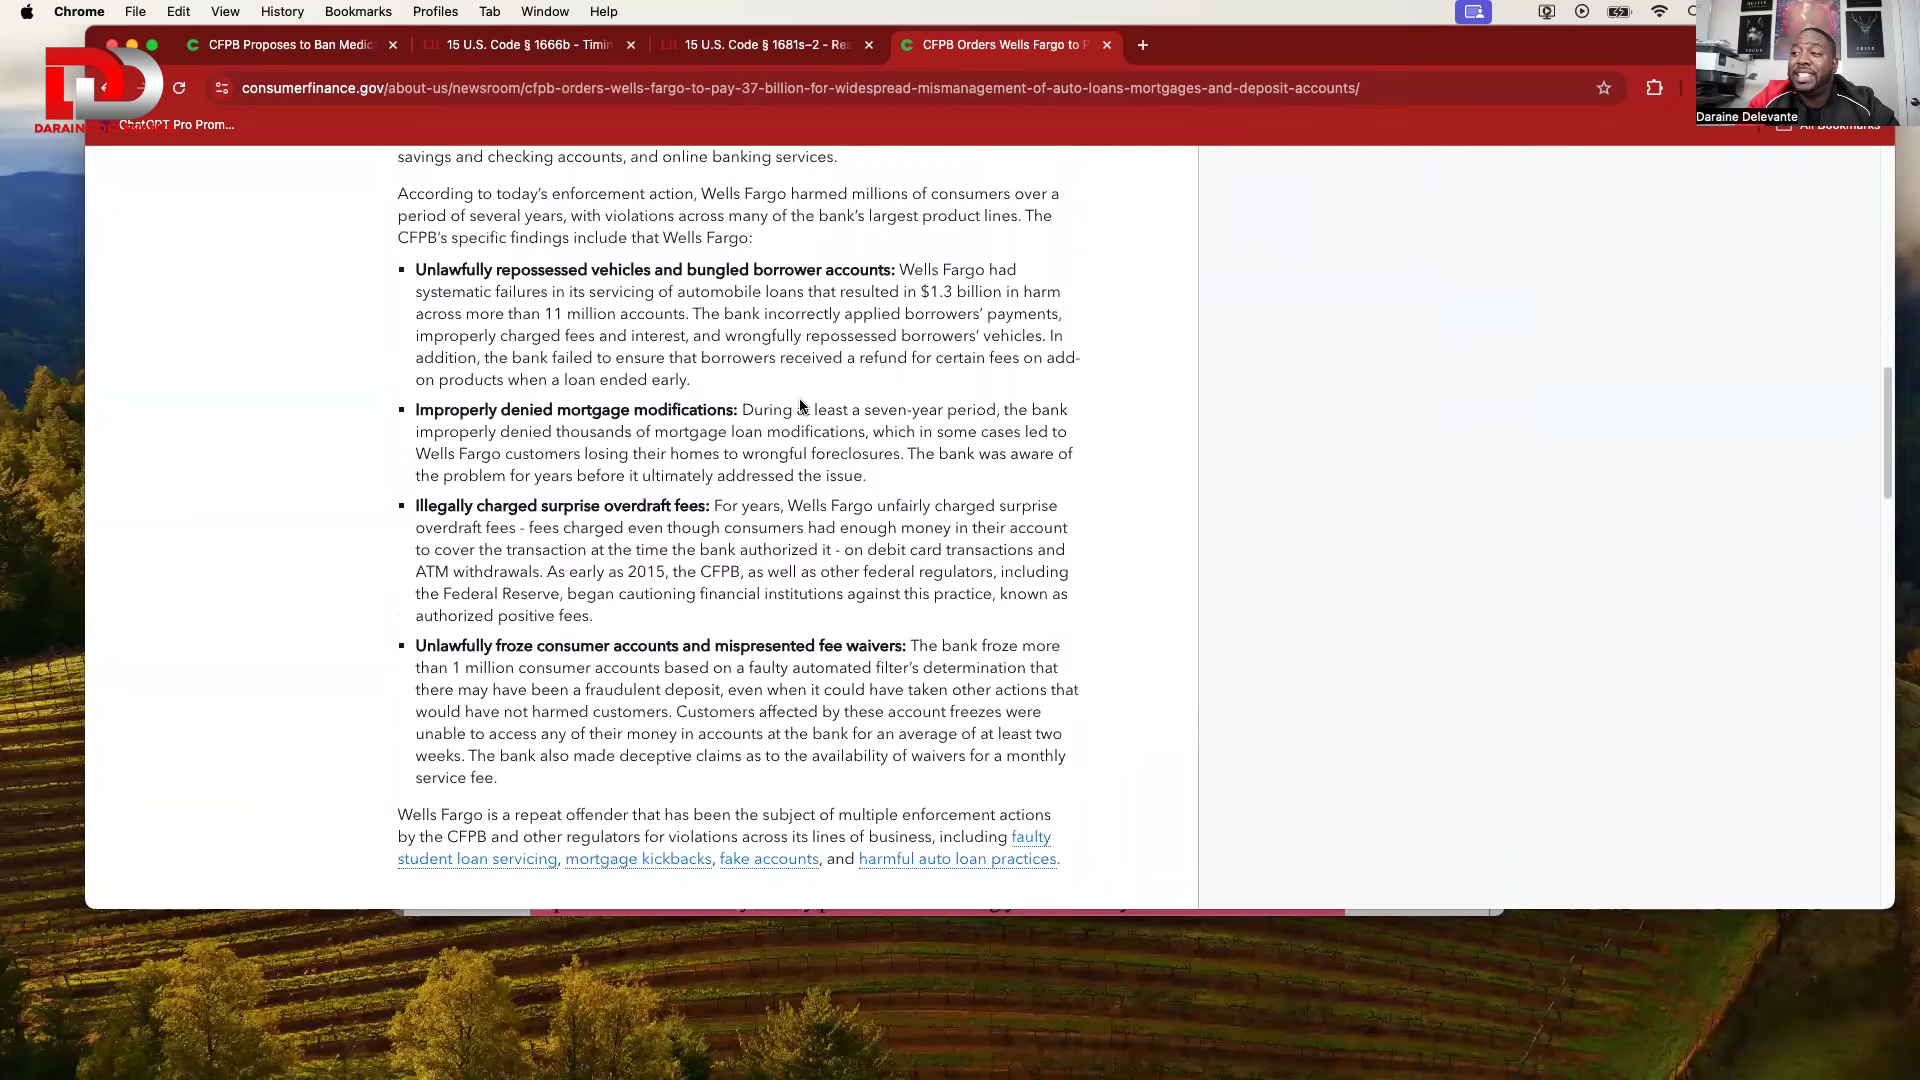 Chrome File Edit View History Bookmarks Profiles Tab Window Help
CFPB Proposes to Ban Medic
15 U.S. Code § 1666b - Timin
15 U.S. Code § 1681s–2 - Res
CFPB Orders Wells Fargo to P
consumerfinance.gov/about-us/newsroom/cfpb-orders-wells-fargo-to-pay-37-billion-for-widespread-mismanagement-of-auto-loans-mortgages-and-deposit-accounts/
ChatGPT Pro Prom...
All Bookmarks
Daraine Delevante
savings and checking accounts, and online banking services.
According to today's enforcement action, Wells Fargo harmed millions of consumers over a
period of several years, with violations across many of the bank's largest product lines. The
CFPB's specific findings include that Wells Fargo:
▪ Unlawfully repossessed vehicles and bungled borrower accounts: Wells Fargo had
systematic failures in its servicing of automobile loans that resulted in $1.3 billion in harm
across more than 11 million accounts. The bank incorrectly applied borrowers' payments,
improperly charged fees and interest, and wrongfully repossessed borrowers' vehicles. In
addition, the bank failed to ensure that borrowers received a refund for certain fees on add-
on products when a loan ended early.
▪ Improperly denied mortgage modifications: During at least a seven-year period, the bank
improperly denied thousands of mortgage loan modifications, which in some cases led to
Wells Fargo customers losing their homes to wrongful foreclosures. The bank was aware of
the problem for years before it ultimately addressed the issue.
▪ Illegally charged surprise overdraft fees: For years, Wells Fargo unfairly charged surprise
overdraft fees - fees charged even though consumers had enough money in their account
to cover the transaction at the time the bank authorized it - on debit card transactions and
ATM withdrawals. As early as 2015, the CFPB, as well as other federal regulators, including
the Federal Reserve, began cautioning financial institutions against this practice, known as
authorized positive fees.
▪ Unlawfully froze consumer accounts and mispresented fee waivers: The bank froze more
than 1 million consumer accounts based on a faulty automated filter's determination that
there may have been a fraudulent deposit, even when it could have taken other actions that
would have not harmed customers. Customers affected by these account freezes were
unable to access any of their money in accounts at the bank for an average of at least two
weeks. The bank also made deceptive claims as to the availability of waivers for a monthly
service fee.
Wells Fargo is a repeat offender that has been the subject of multiple enforcement actions
by the CFPB and other regulators for violations across its lines of business, including faulty
student loan servicing, mortgage kickbacks, fake accounts, and harmful auto loan practices.